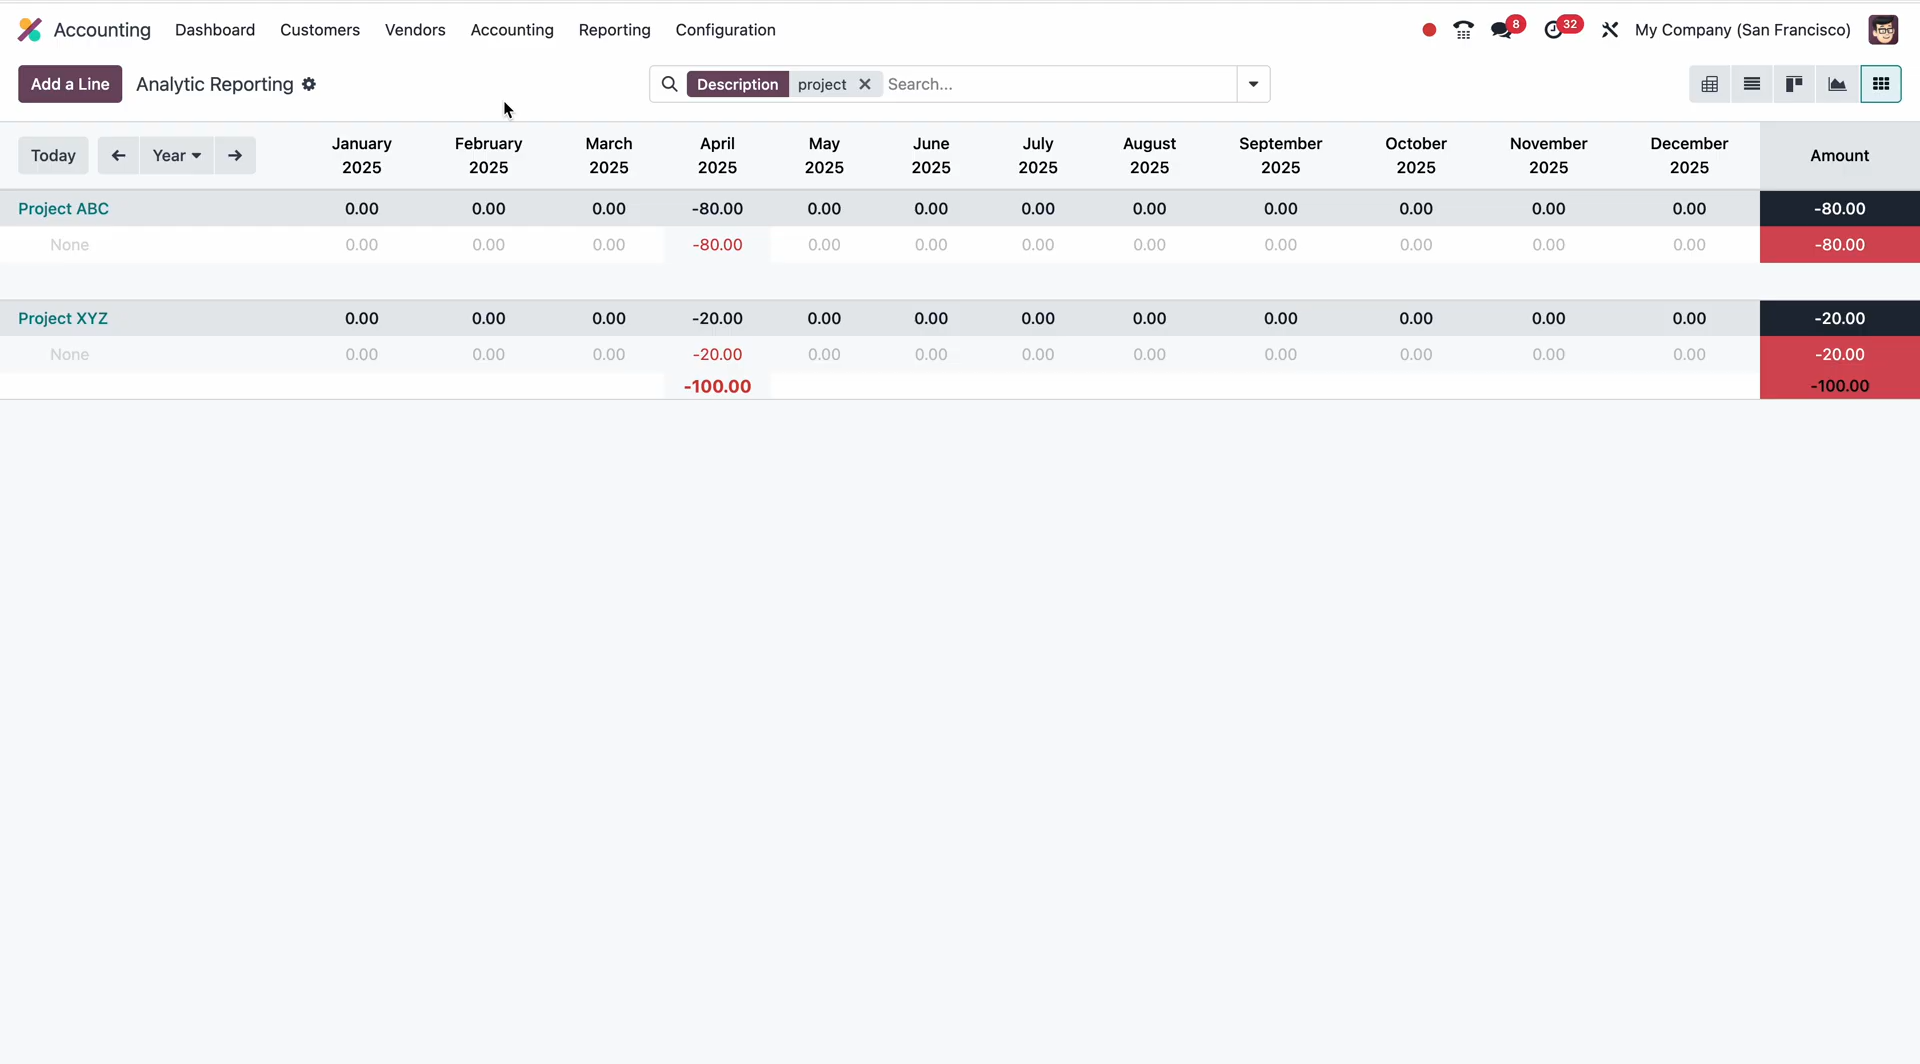 Accounting Dashboard Customers Vendors Accounting Reporting Configuration 8 32 My Company (San Francisco)
Add a Line Analytic Reporting Description project Search...
Today Year January 2025 February 2025 March 2025 April 2025 May 2025 June 2025 July 2025 August 2025 September 2025 October 2025 November 2025 December 2025 Amount
Project ABC 0.00 0.00 0.00 -80.00 0.00 0.00 0.00 0.00 0.00 0.00 0.00 0.00 -80.00
None 0.00 0.00 0.00 -80.00 0.00 0.00 0.00 0.00 0.00 0.00 0.00 0.00 -80.00
Project XYZ 0.00 0.00 0.00 -20.00 0.00 0.00 0.00 0.00 0.00 0.00 0.00 0.00 -20.00
None 0.00 0.00 0.00 -20.00 0.00 0.00 0.00 0.00 0.00 0.00 0.00 0.00 -20.00
-100.00 -100.00